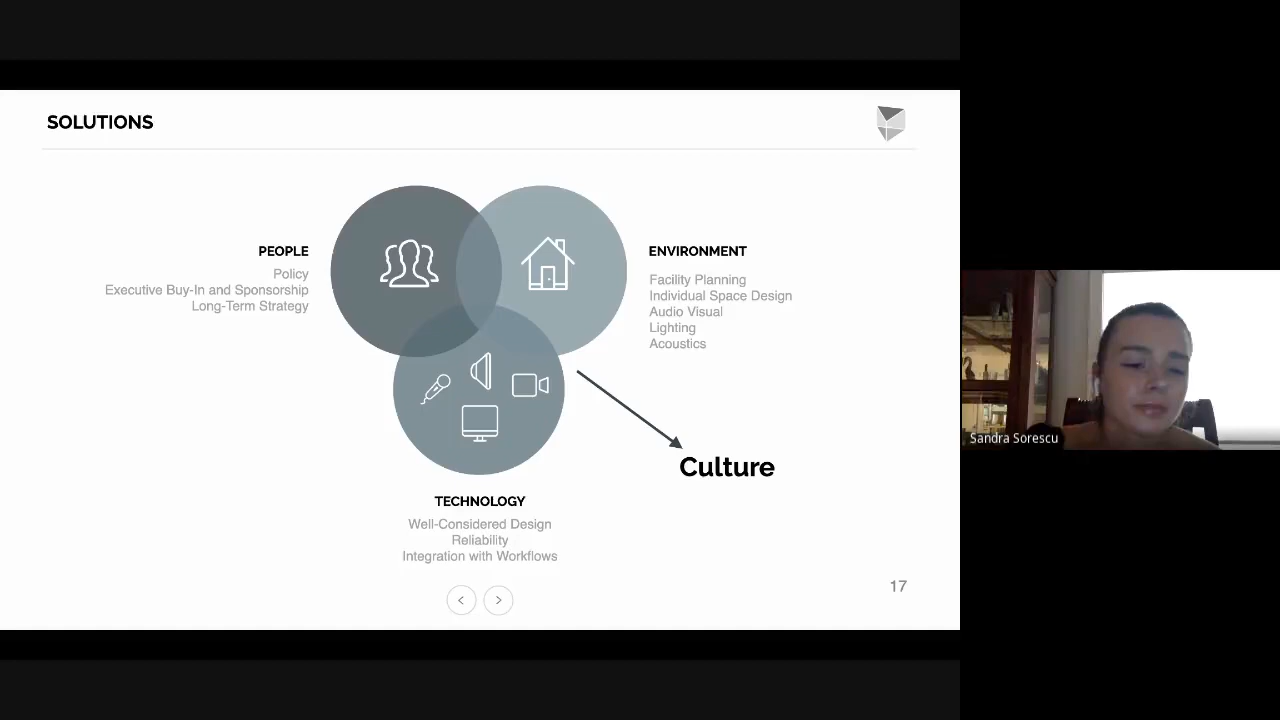 SOLUTIONS
PEOPLE
Policy
Executive Buy-In and Sponsorship
Long-Term Strategy
ENVIRONMENT
Facility Planning
Individual Space Design
Audio Visual
Lighting
Acoustics
Culture
TECHNOLOGY
Well-Considered Design
Reliability
Integration with Workflows
17
Sandra Sorescu